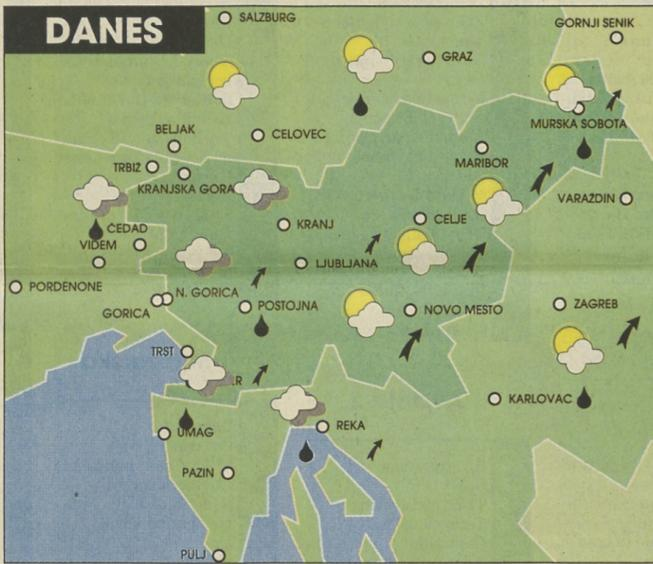 DANES
SALZBURG
GORNJI SENIK
GRAZ
MURSKA SOBOTA
BELJAK
CELOVEC
TRBIŽ
MARIBOR
KRANJSKA GORA
VARAŽDIN
ČEDAD
KRANJ
CELJE
VIDEM
LJUBLJANA
PORDENONE
N. GORICA
GORICA
POSTOJNA
NOVO MESTO
ZAGREB
TRST
KARLOVAC
UMAG
REKA
PAZIN
PULJ